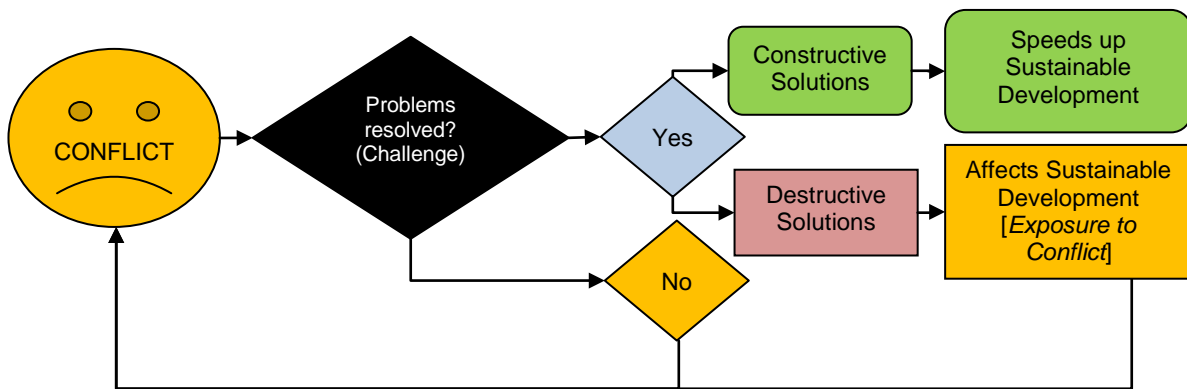 CONFLICT
Problems
resolved?
(Challenge)
Yes
Constructive
Solutions
Speeds up
Sustainable
Development
Destructive
Solutions
Affects Sustainable
Development
[Exposure to
Conflict]
No